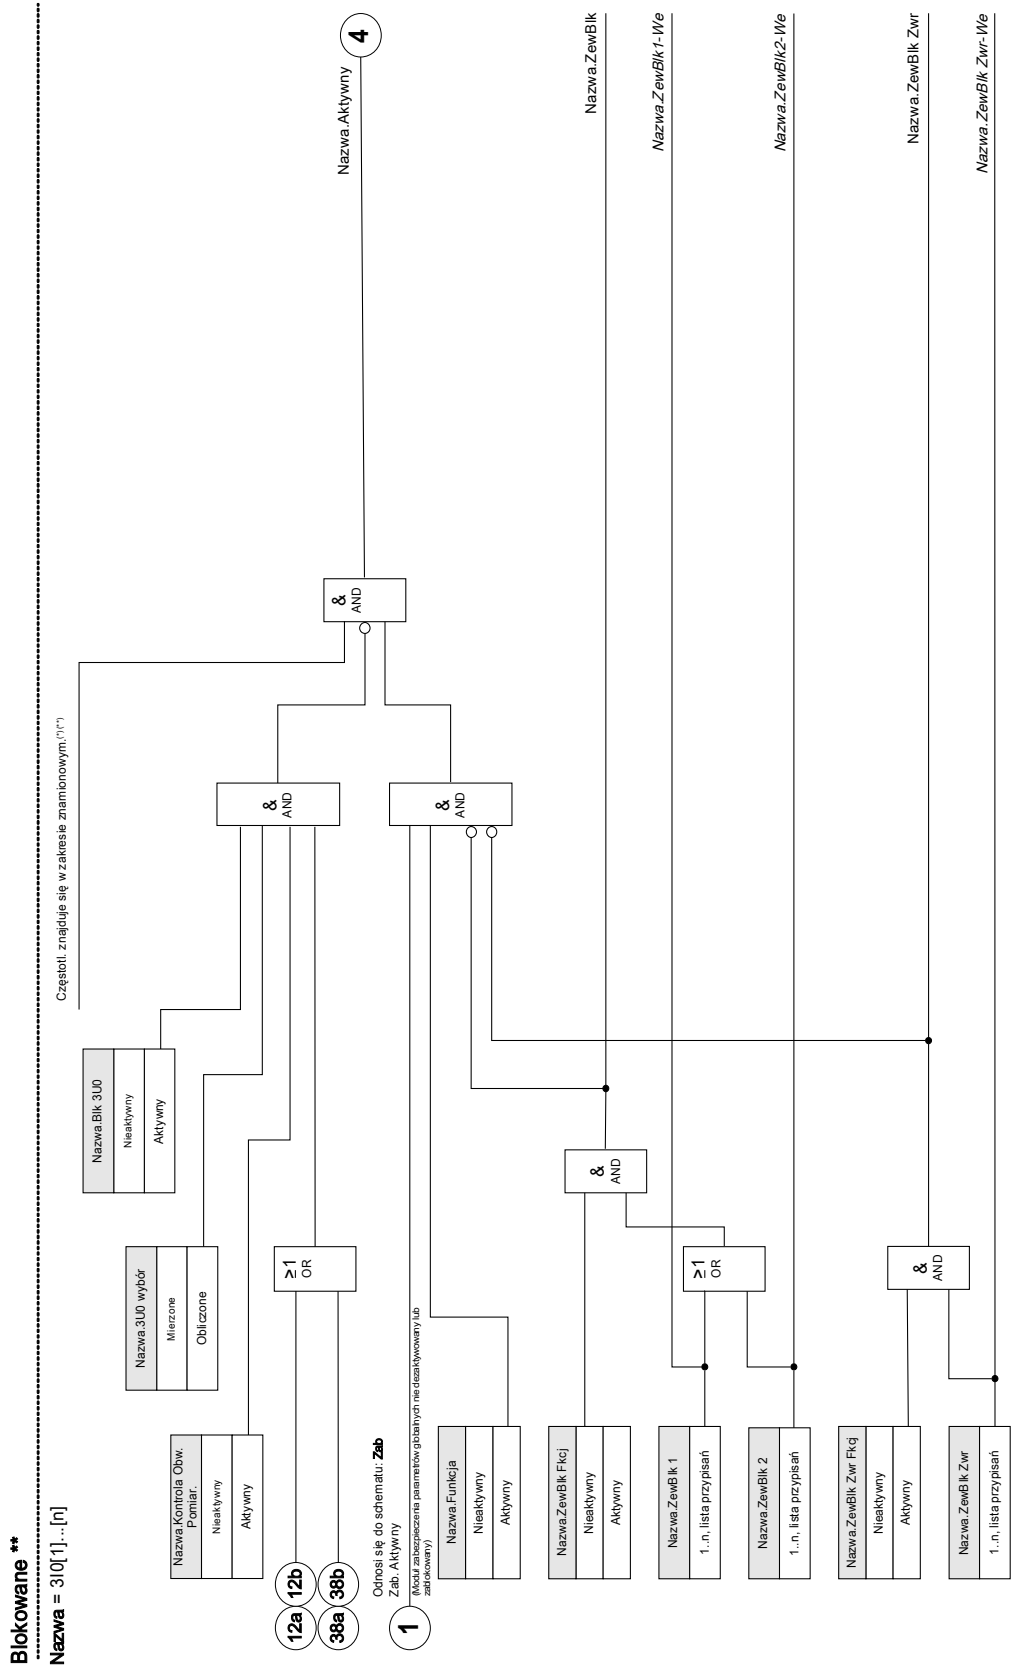 Blokowane **
Nazwa = 3I0[1]...[n]
Częstotl. znajduje się w zakresie znamionowym.(*)(**)
Nazwa.Blk 3U0
Nieaktywny
Aktywny
Nazwa.3U0 wybór
Mierzone
Obliczone
Nazwa.Kontrola Obw.
Pomiar.
Nieaktywny
Aktywny
12a
12b
38a
38b
≥1
OR
&
AND
&
AND
Nazwa.Aktywny
4
Odnosi się do schematu: Zab
Zab. Aktywny
(Moduł zabezpieczenia parametrów globalnych nie dezaktywowany lub
zablokowany)
1
&
AND
Nazwa.Funkcja
Nieaktywny
Aktywny
Nazwa.ZewBlk Fkcj
Nieaktywny
Aktywny
&
AND
Nazwa.ZewBlk
Nazwa.ZewBlk 1
1..n, lista przypisań
≥1
OR
Nazwa.ZewBlk1-We
Nazwa.ZewBlk 2
1..n, lista przypisań
Nazwa.ZewBlk2-We
Nazwa.ZewBlk Zwr Fkcj
Nieaktywny
Aktywny
&
AND
Nazwa.ZewBlk Zwr
Nazwa.ZewBlk Zwr
1..n, lista przypisań
Nazwa.ZewBlk Zwr-We